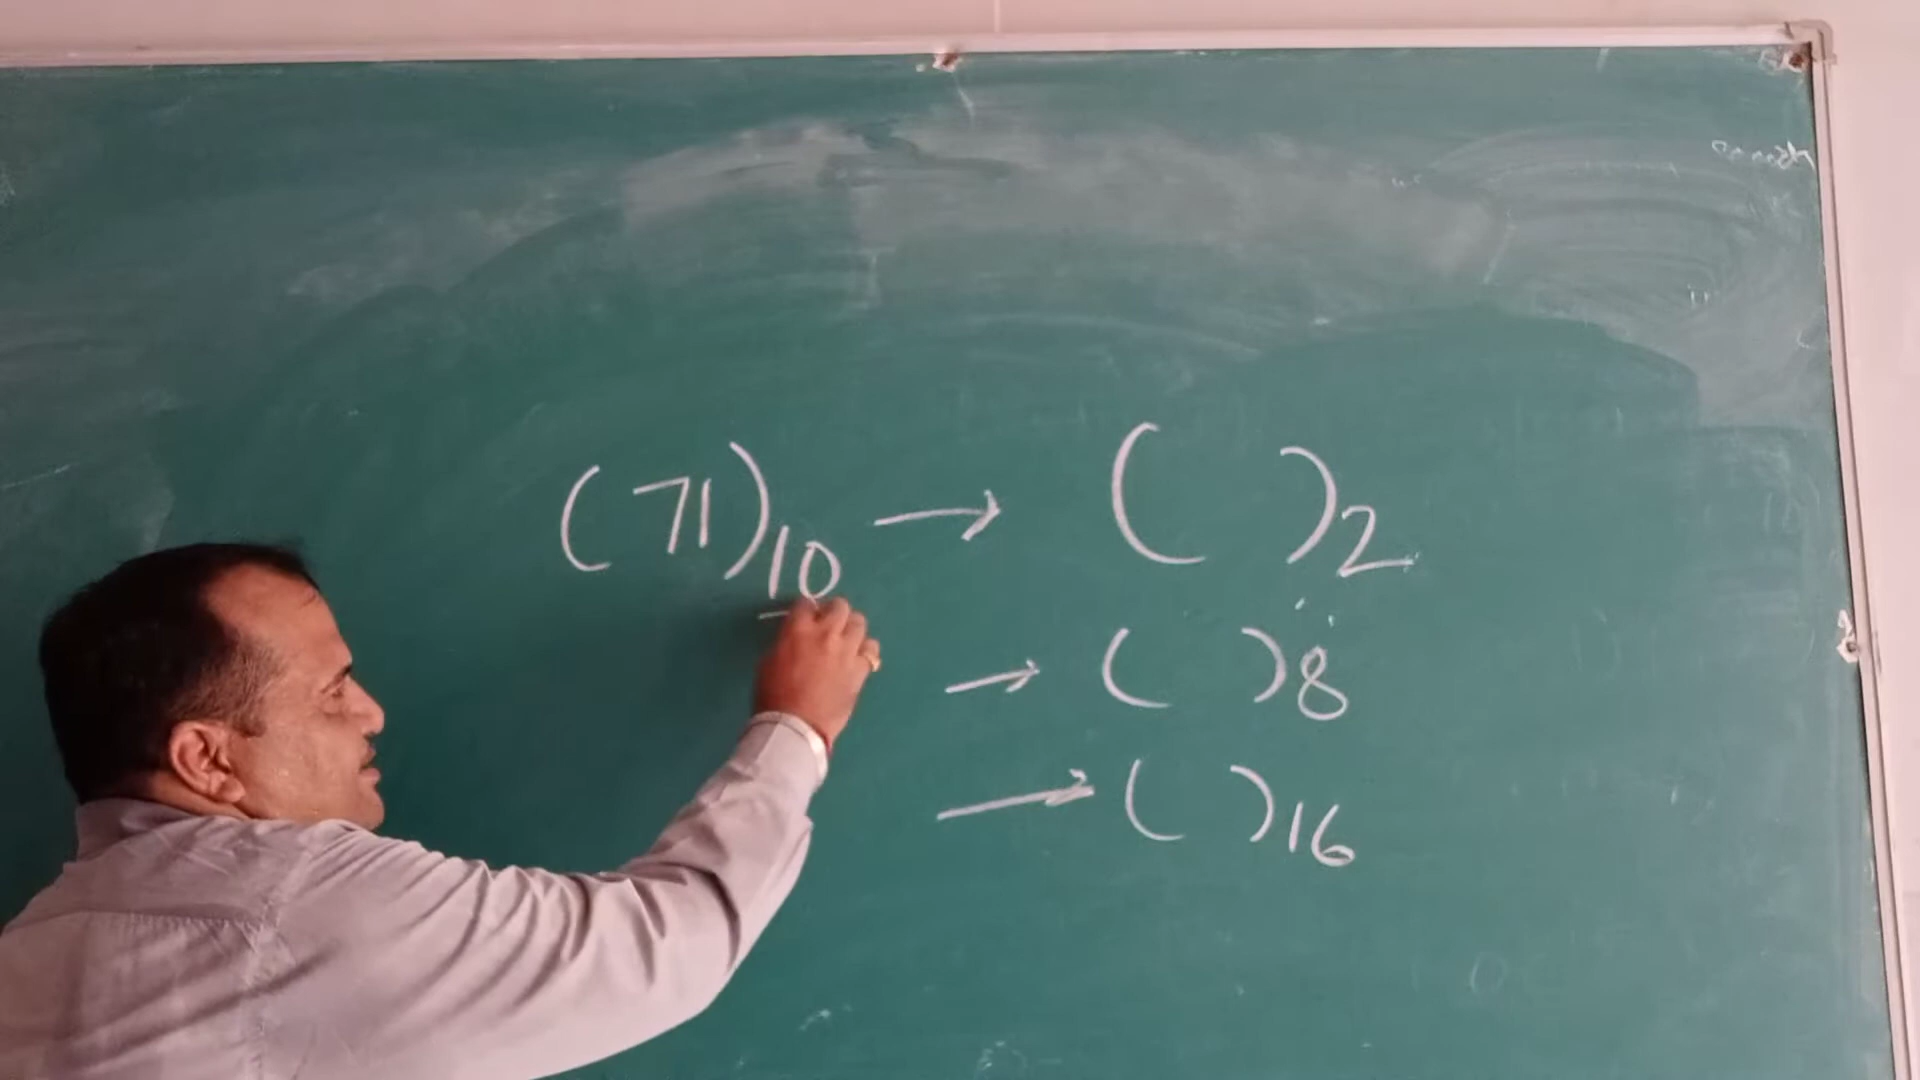 (71)10 → ( )2
→ ( )8
→ ( )16